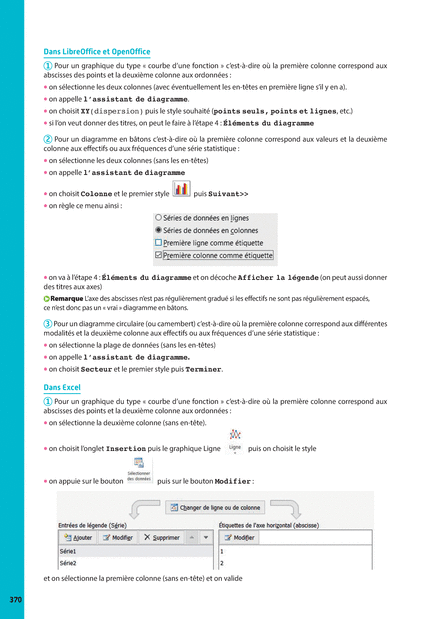 Dans LibreOffice et OpenOffice
1 Pour un graphique du type « courbe d'une fonction » c'est-à-dire où la première colonne correspond aux
abscisses des points et la deuxième colonne aux ordonnées :
• on sélectionne les deux colonnes (avec éventuellement les en-têtes en première ligne s'il y en a).
• on appelle l'assistant de diagramme.
• on choisit XY(dispersion) puis le style souhaité (points seuls, points et lignes, etc.)
• si l'on veut donner des titres, on peut le faire à l'étape 4 : Éléments du diagramme
2 Pour un diagramme en bâtons c'est-à-dire où la première colonne correspond aux valeurs et la deuxième
colonne aux effectifs ou aux fréquences d'une série statistique :
• on sélectionne les deux colonnes (sans les en-têtes)
• on appelle l'assistant de diagramme
• on choisit Colonne et le premier style puis Suivant>>
• on règle ce menu ainsi :
Séries de données en lignes
Séries de données en colonnes
Première ligne comme étiquette
Première colonne comme étiquette
• on va à l'étape 4 : Éléments du diagramme et on décoche Afficher la légende (on peut aussi donner
des titres aux axes)
Remarque L'axe des abscisses n'est pas régulièrement gradué si les effectifs ne sont pas régulièrement espacés,
ce n'est donc pas un « vrai » diagramme en bâtons.
3 Pour un diagramme circulaire (ou camembert) c'est-à-dire où la première colonne correspond aux différentes
modalités et la deuxième colonne aux effectifs ou aux fréquences d'une série statistique :
• on sélectionne la plage de données (sans les en-têtes)
• on appelle l'assistant de diagramme.
• on choisit Secteur et le premier style puis Terminer.
Dans Excel
1 Pour un graphique du type « courbe d'une fonction » c'est-à-dire où la première colonne correspond aux
abscisses des points et la deuxième colonne aux ordonnées :
• on sélectionne la deuxième colonne (sans en-tête).
• on choisit l'onglet Insertion puis le graphique Ligne Ligne puis on choisit le style
• on appuie sur le bouton Sélectionner des données puis sur le bouton Modifier :
Changer de ligne ou de colonne
Entrées de légende (Série) Étiquettes de l'axe horizontal (abscisse)
Ajouter Modifier Supprimer Modifier
Série1 1
Série2 2
et on sélectionne la première colonne (sans en-tête) et on valide
370